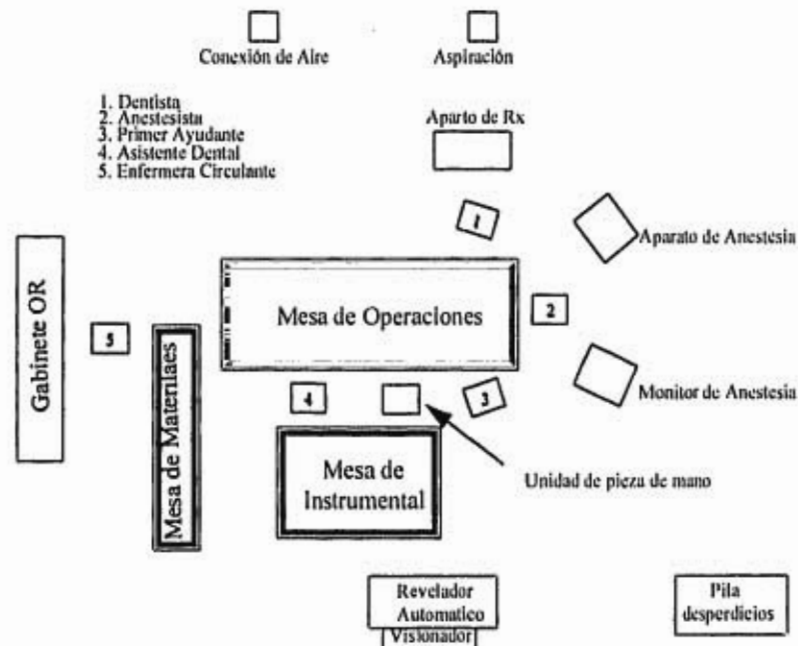 Conexión de Aire
Aspiración
1. Dentista
2. Anestesista
3. Primer Ayudante
4. Asistente Dental
5. Enfermera Circulante
Aparto de Rx
1
Aparato de Anestesia
Gabinete OR
Mesa de Operaciones
2
5
Mesa de Materilaes
Monitor de Anestesia
4
3
Mesa de
Instrumental
Unidad de pieza de mano
Revelador
Automatico
Visionador
Pila
desperdicios